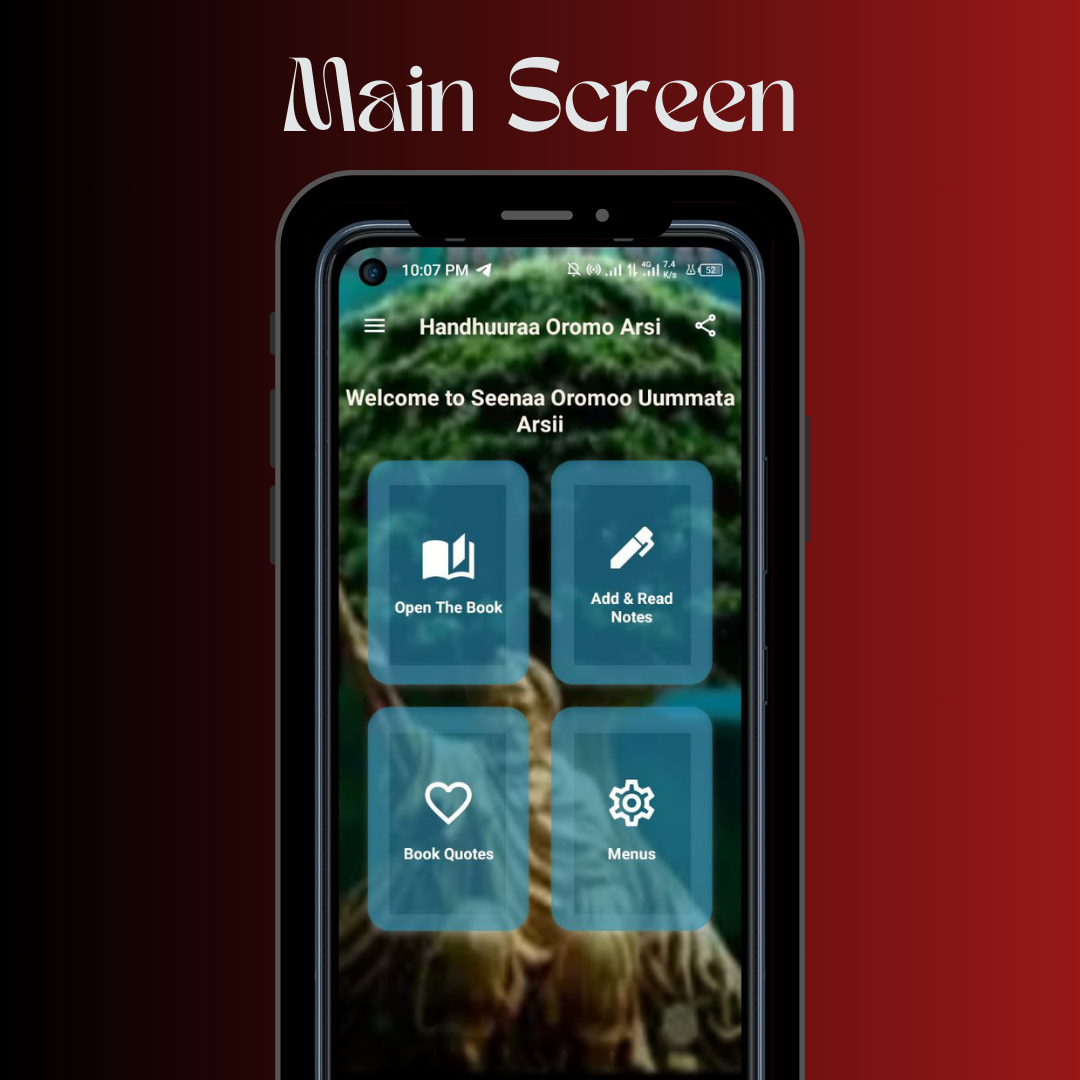 Main Screen
10:07 PM 4G 7.4 K/s 52
Handhuuraa Oromo Arsi
Welcome to Seenaa Oromoo Uummata
Arsii
Open The Book
Add & Read
Notes
Book Quotes
Menus